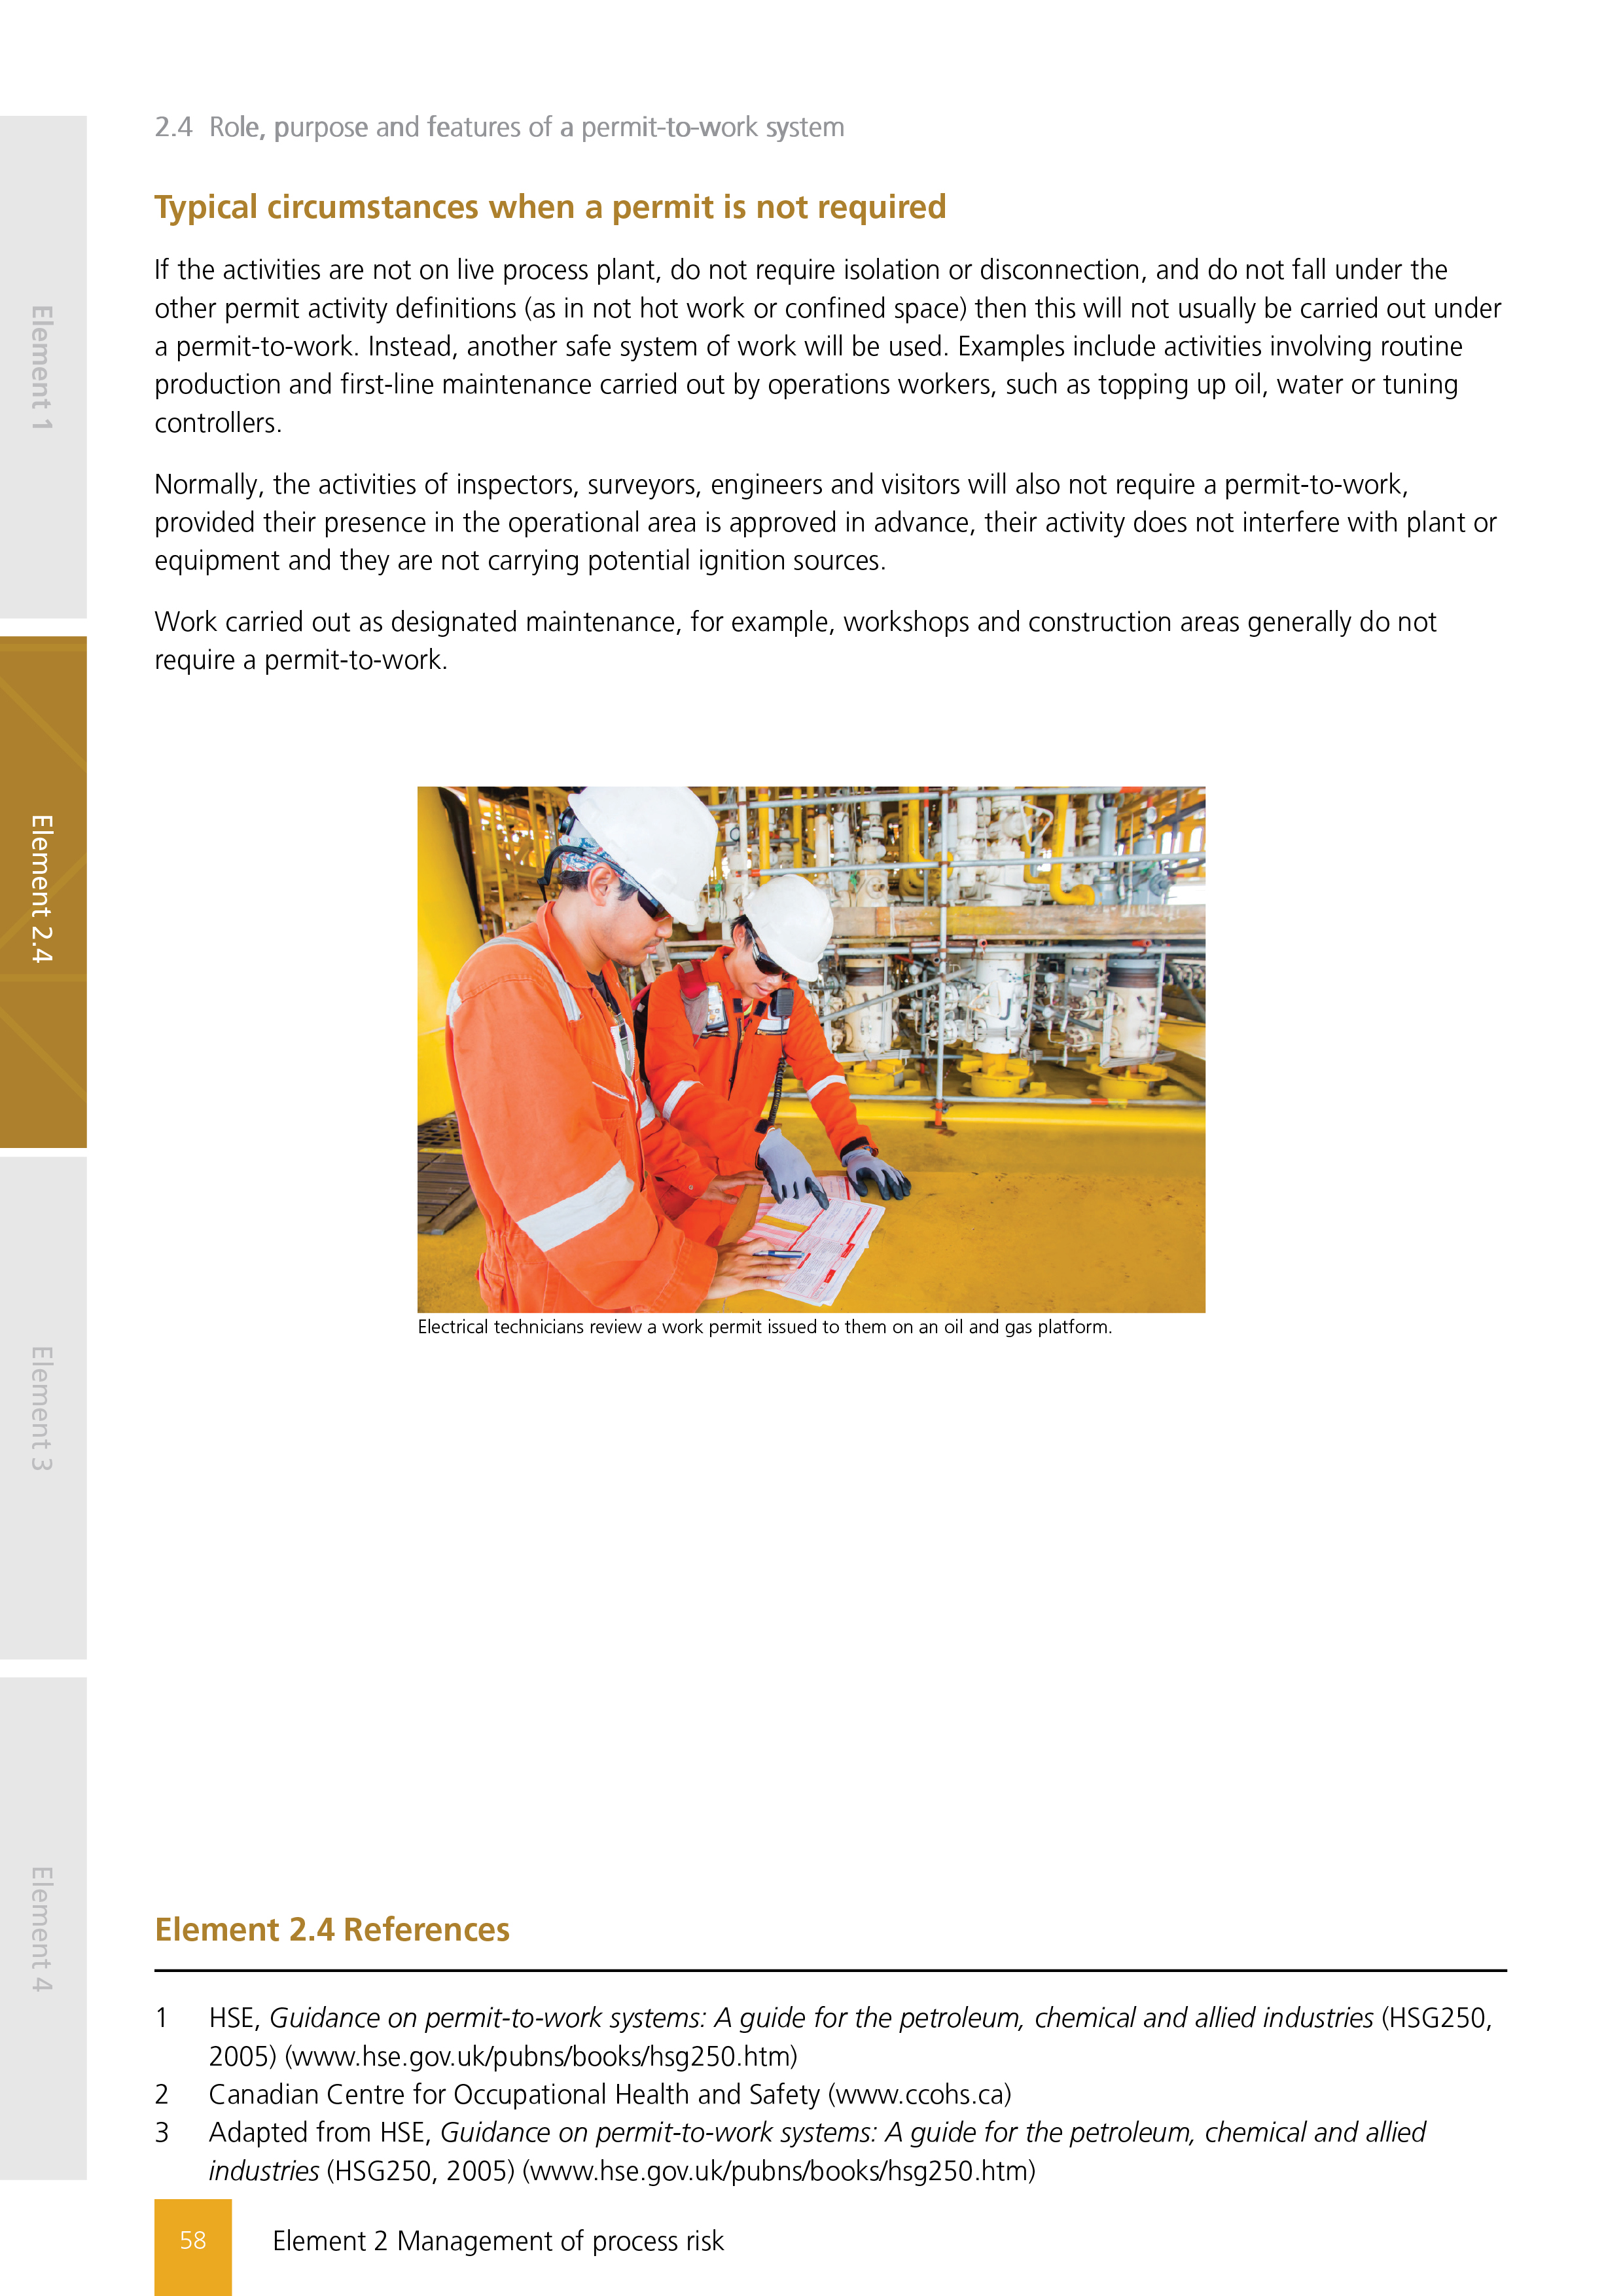 2.4 Role, purpose and features of a permit-to-work system
Typical circumstances when a permit is not required
If the activities are not on live process plant, do not require isolation or disconnection, and do not fall under the
other permit activity definitions (as in not hot work or confined space) then this will not usually be carried out under
a permit-to-work. Instead, another safe system of work will be used. Examples include activities involving routine
production and first-line maintenance carried out by operations workers, such as topping up oil, water or tuning
controllers.
Normally, the activities of inspectors, surveyors, engineers and visitors will also not require a permit-to-work,
provided their presence in the operational area is approved in advance, their activity does not interfere with plant or
equipment and they are not carrying potential ignition sources.
Work carried out as designated maintenance, for example, workshops and construction areas generally do not
require a permit-to-work.
Electrical technicians review a work permit issued to them on an oil and gas platform.
Element 2.4 References
1 HSE, Guidance on permit-to-work systems: A guide for the petroleum, chemical and allied industries (HSG250,
2005) (www.hse.gov.uk/pubns/books/hsg250.htm)
2 Canadian Centre for Occupational Health and Safety (www.ccohs.ca)
3 Adapted from HSE, Guidance on permit-to-work systems: A guide for the petroleum, chemical and allied
industries (HSG250, 2005) (www.hse.gov.uk/pubns/books/hsg250.htm)
58 Element 2 Management of process risk
Element 1
Element 2.4
Element 3
Element 4